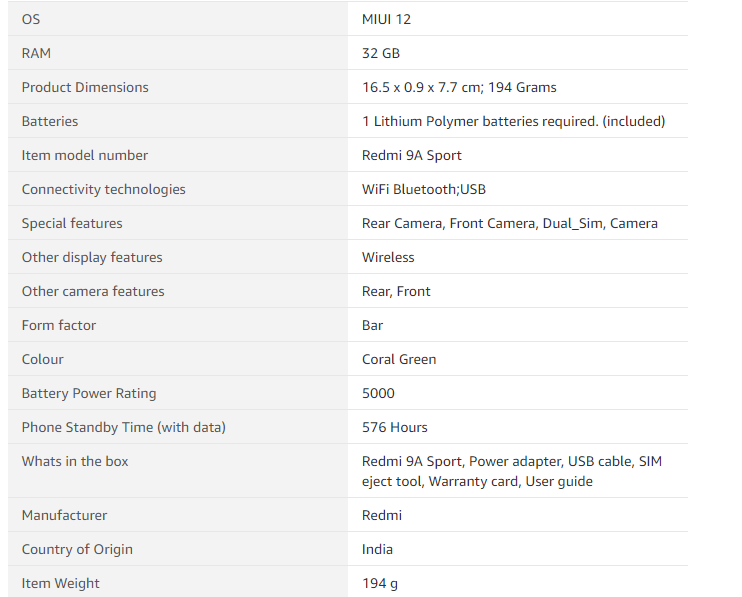 OS MIUI 12
RAM 32 GB
Product Dimensions 16.5 x 0.9 x 7.7 cm; 194 Grams
Batteries 1 Lithium Polymer batteries required. (included)
Item model number Redmi 9A Sport
Connectivity technologies WiFi Bluetooth;USB
Special features Rear Camera, Front Camera, Dual_Sim, Camera
Other display features Wireless
Other camera features Rear, Front
Form factor Bar
Colour Coral Green
Battery Power Rating 5000
Phone Standby Time (with data) 576 Hours
Whats in the box Redmi 9A Sport, Power adapter, USB cable, SIM
eject tool, Warranty card, User guide
Manufacturer Redmi
Country of Origin India
Item Weight 194 g